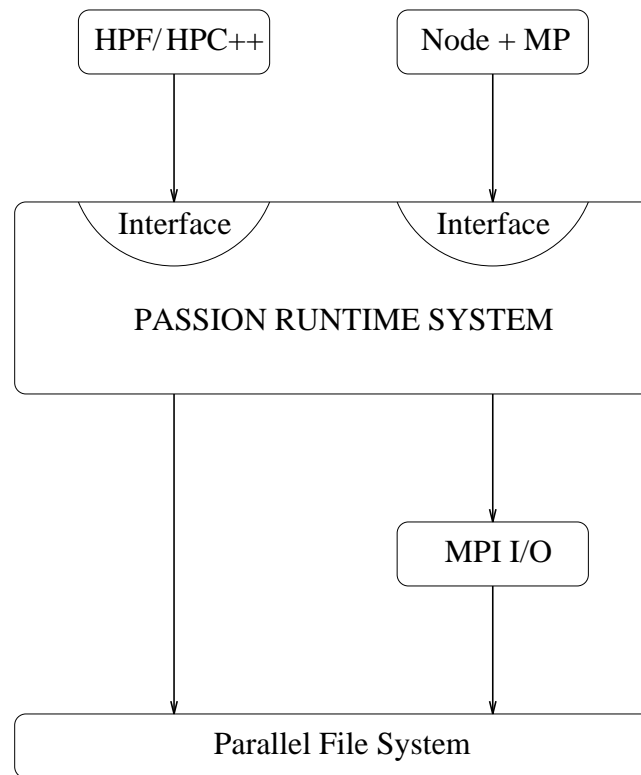 HPF/ HPC++
Node + MP
Interface
Interface
PASSION RUNTIME SYSTEM
MPI I/O
Parallel File System